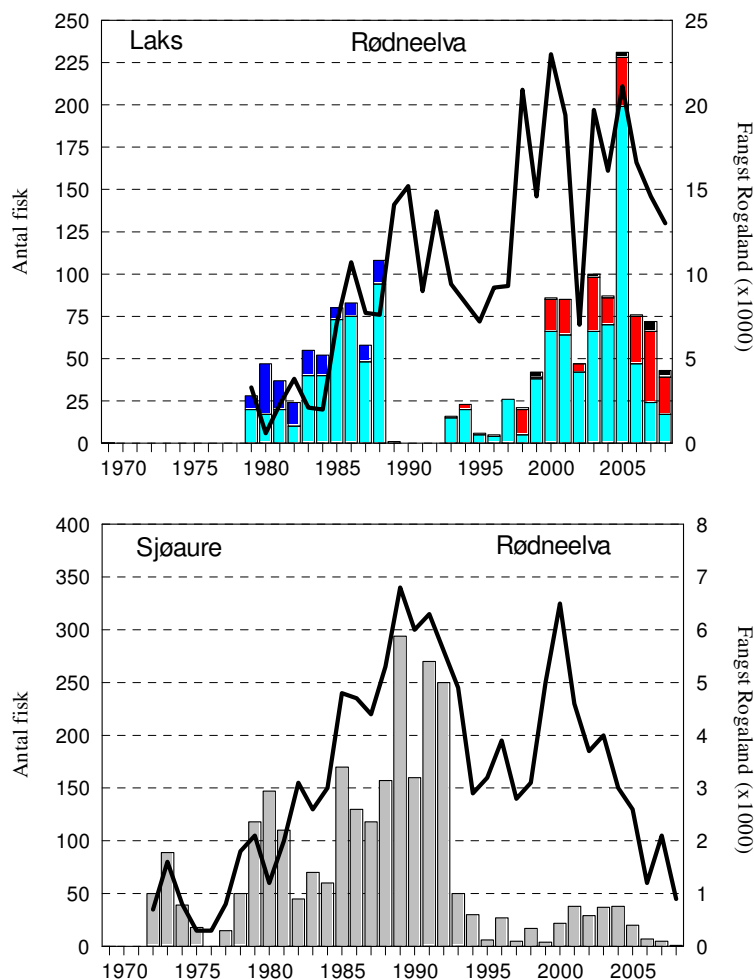 Laks Rødneelva
250 25
225
200 20
175
150 15
125
100 10
75
50 5
25
0 0
Antal fisk
Fangst Rogaland (x1000)
1970 1975 1980 1985 1990 1995 2000 2005
Sjøaure Rødneelva
400 8
350 7
300 6
250 5
200 4
150 3
100 2
50 1
0 0
Antal fisk
Fangst Rogaland (x1000)
1970 1975 1980 1985 1990 1995 2000 2005